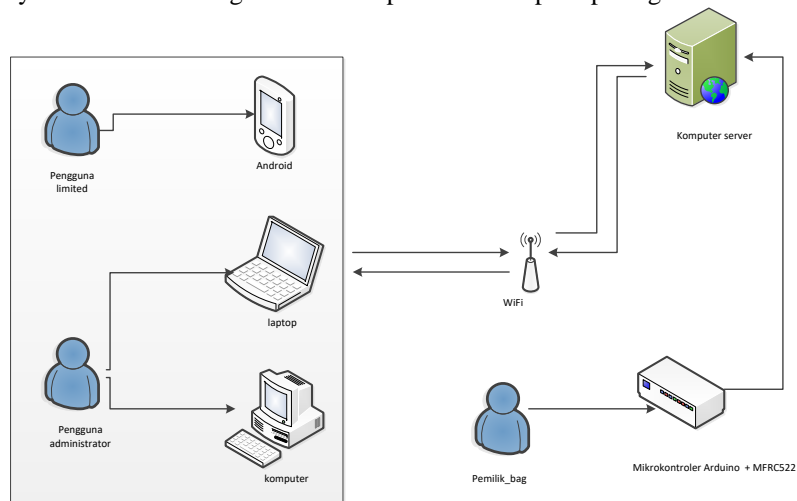 Komputer server
Android
Pengguna
limited
WiFi
laptop
Pengguna
administrator
komputer
Pemilik_bag
Mikrokontroler Arduino + MFRC522